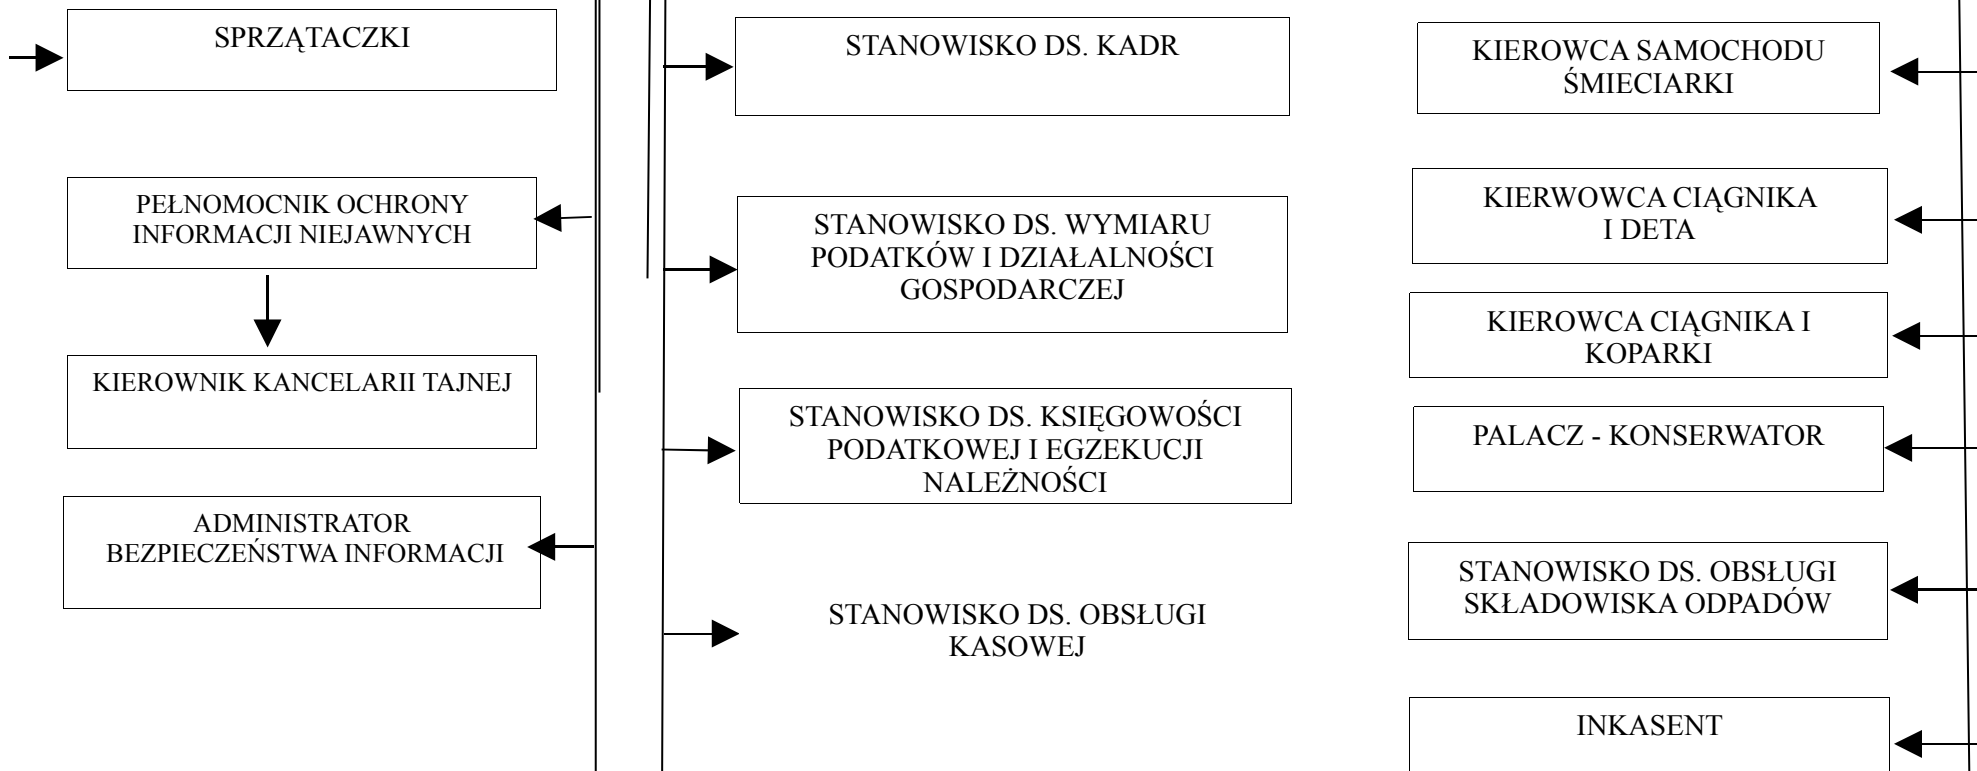 SPRZĄTACZKI
PEŁNOMOCNIK OCHRONY
INFORMACJI NIEJAWNYCH
KIEROWNIK KANCELARII TAJNEJ
ADMINISTRATOR
BEZPIECZEŃSTWA INFORMACJI
STANOWISKO DS. KADR
STANOWISKO DS. WYMIARU
PODATKÓW I DZIAŁALNOŚCI
GOSPODARCZEJ
STANOWISKO DS. KSIĘGOWOŚCI
PODATKOWEJ I EGZEKUCJI
NALEŻNOŚCI
STANOWISKO DS. OBSŁUGI
KASOWEJ
KIEROWCA SAMOCHODU
ŚMIECIARKI
KIERWOWCA CIĄGNIKA
I DETA
KIEROWCA CIĄGNIKA I
KOPARKI
PALACZ - KONSERWATOR
STANOWISKO DS. OBSŁUGI
SKŁADOWISKA ODPADÓW
INKASENT